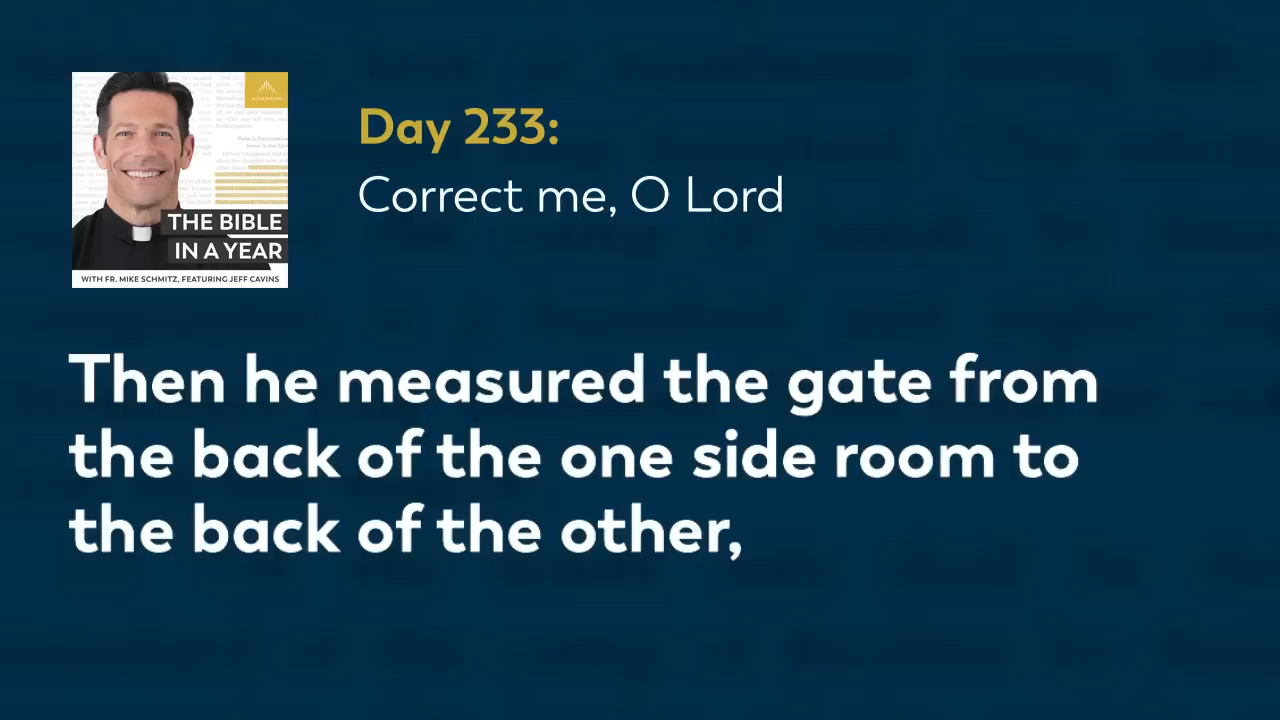 THE BIBLE
IN A YEAR
WITH FR. MIKE SCHMITZ, FEATURING JEFF CAVINS
Day 233:
Correct me, O Lord
Then he measured the gate from
the back of the one side room to
the back of the other,